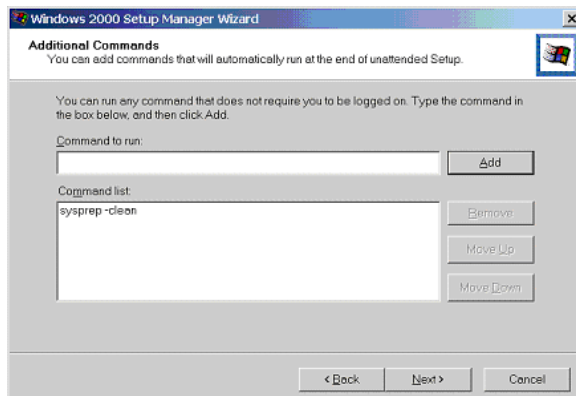 Windows 2000 Setup Manager Wizard
Additional Commands
You can add commands that will automatically run at the end of unattended Setup.
You can run any command that does not require you to be logged on. Type the command in
the box below, and then click Add.
Command to run:
Add
Command list:
sysprep -clean
Remove
Move Up
Move Down
< Back
Next >
Cancel